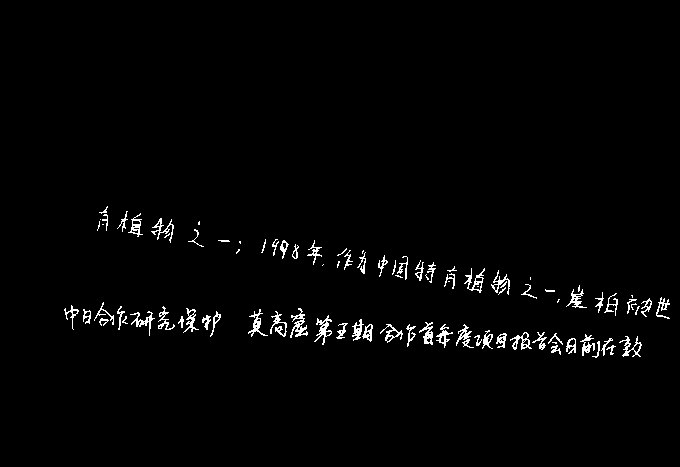 有植物之一；1998年，作为中国特有植物之一，崖柏被世
中日合作研究保护 莫高窟第五期合作首年度项目报告会日前在敦